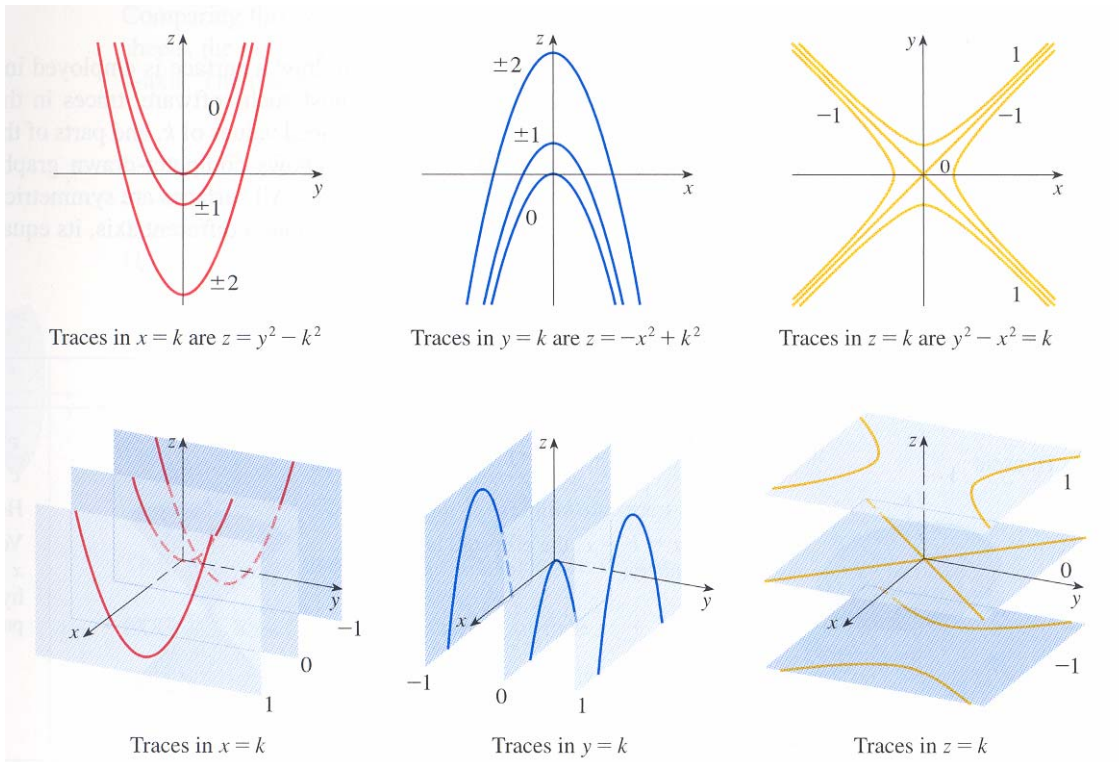 z
0
y
±1
±2
Traces in x = k are z = y² − k²
z
±2
±1
x
0
Traces in y = k are z = −x² + k²
y
1
−1
−1
0
x
1
Traces in z = k are y² − x² = k
z
y
x
−1
0
1
Traces in x = k
z
y
x
−1
0
1
Traces in y = k
z
1
0
y
x
−1
Traces in z = k